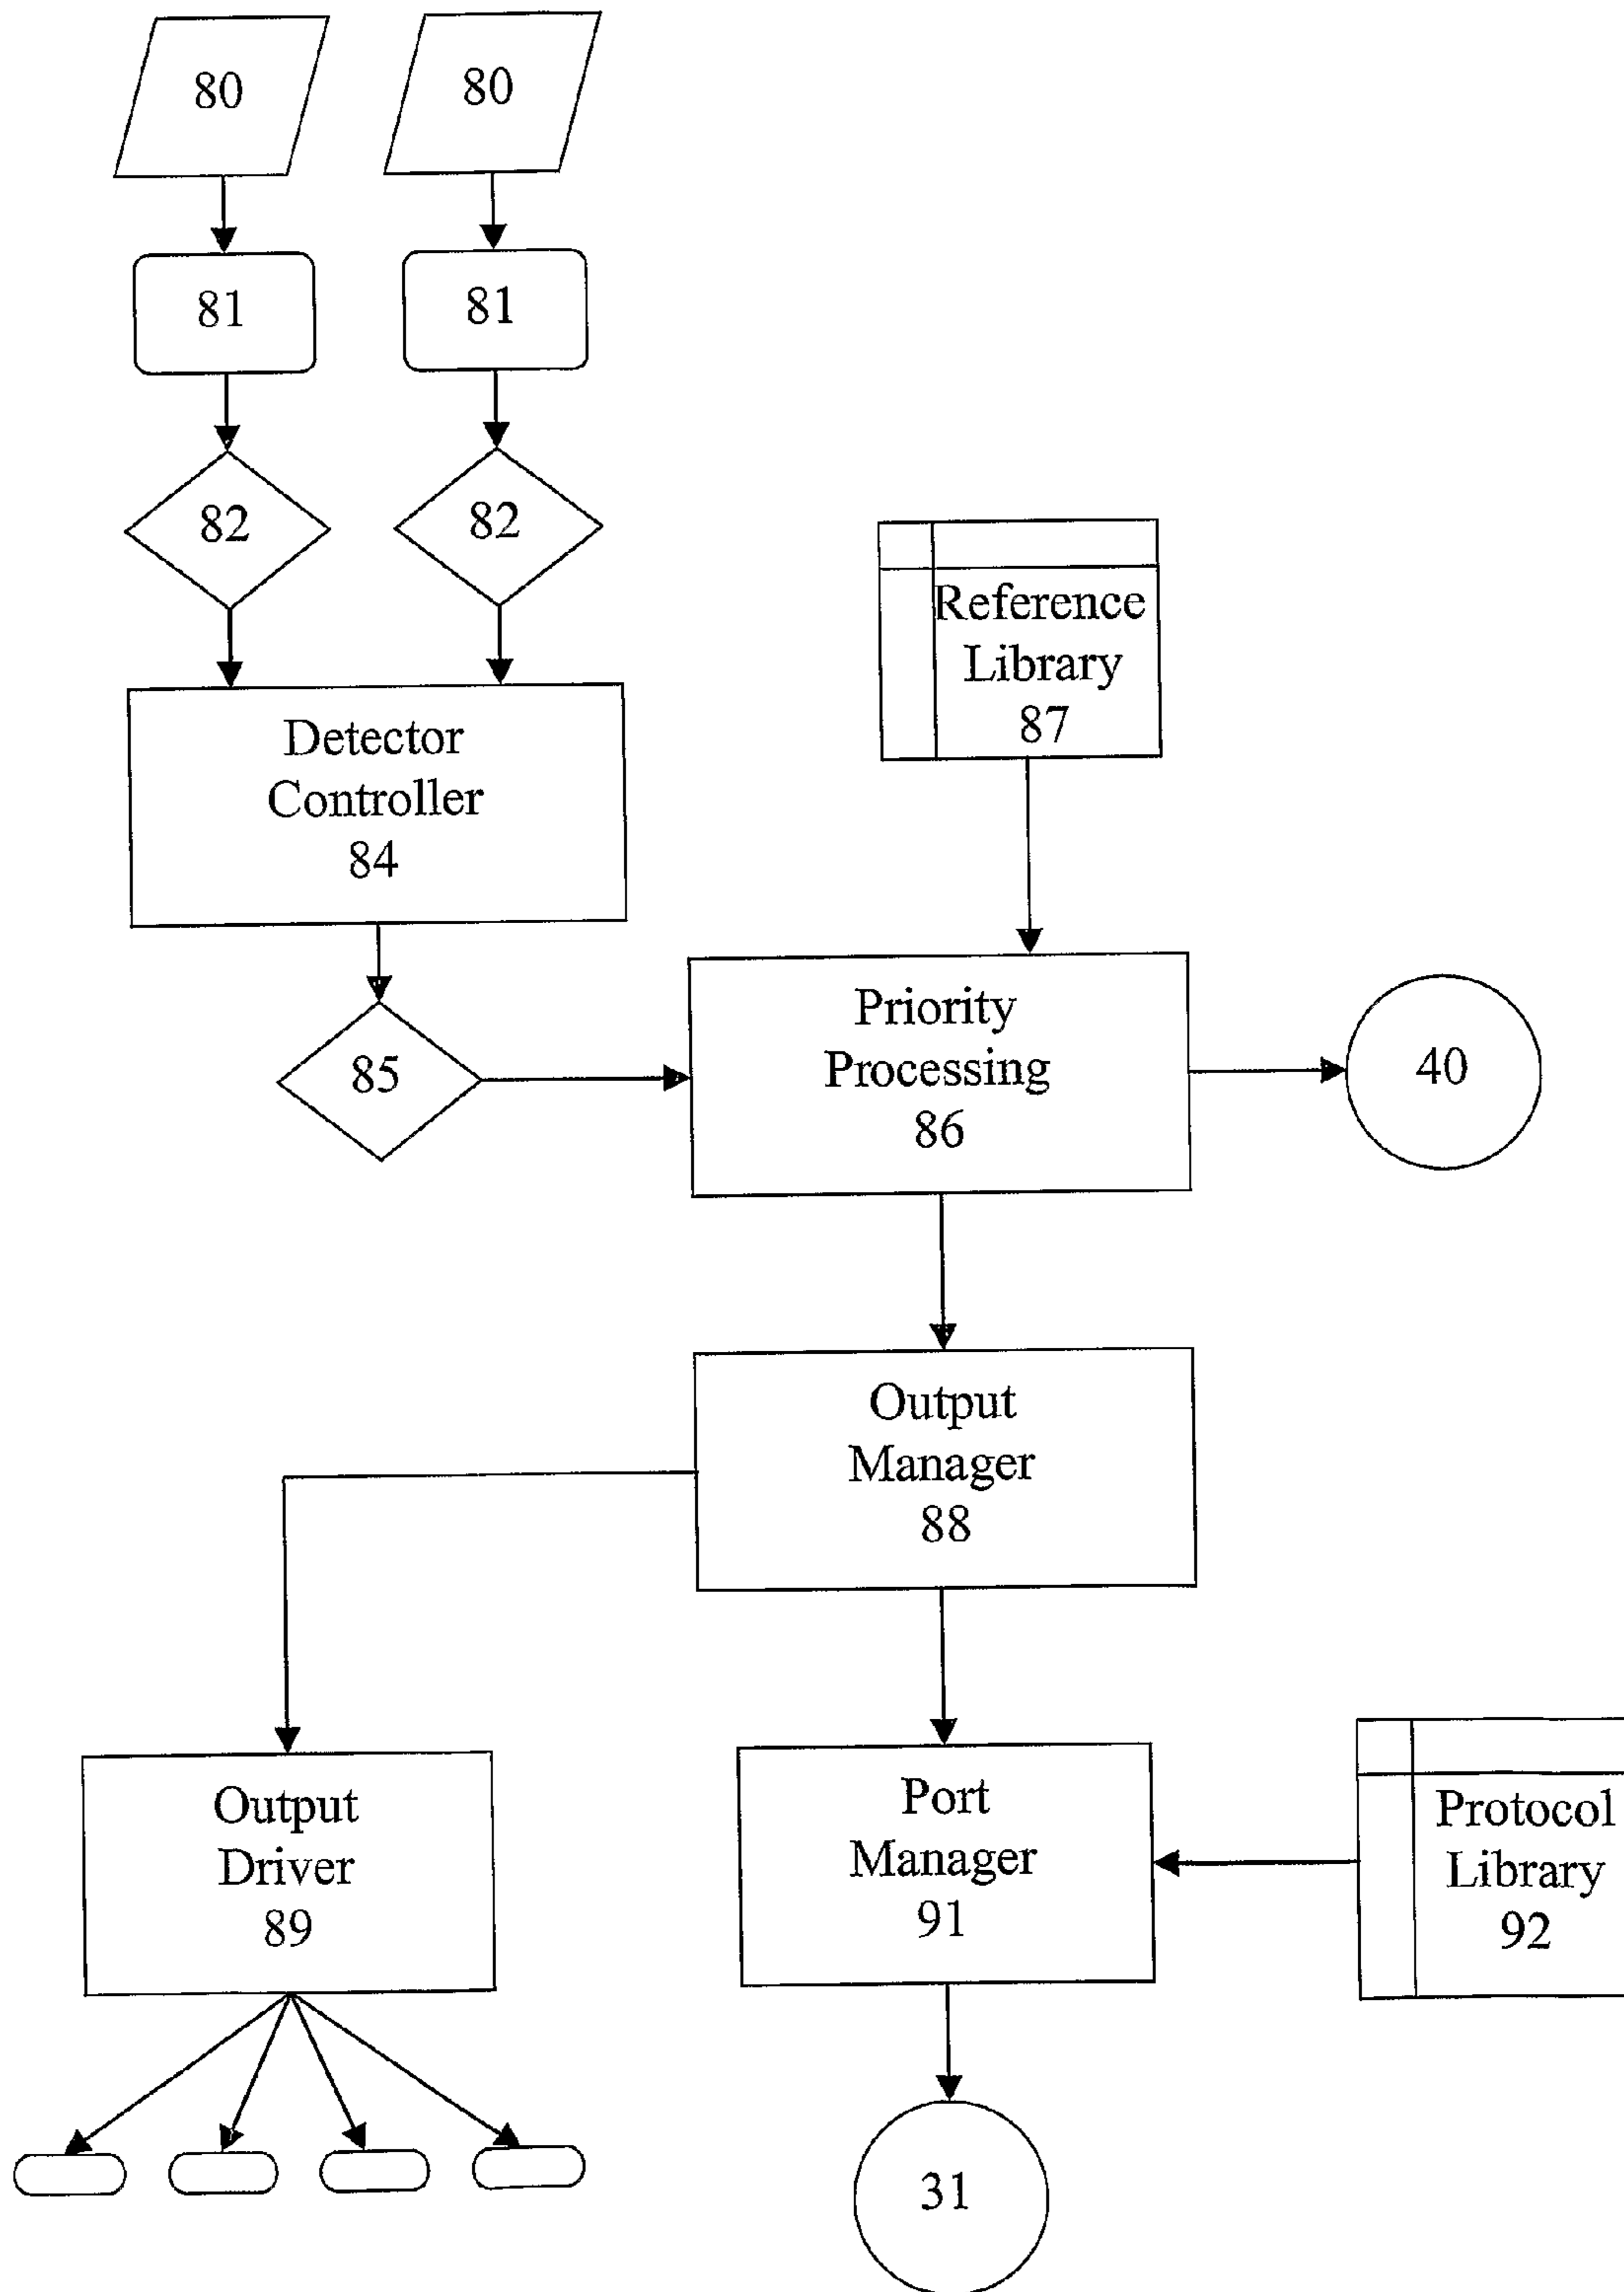 80
80
81
81
82
82
Reference
Library
87
Detector
Controller
84
85
Priority
Processing
86
40
Output
Manager
88
Output
Driver
89
Port
Manager
91
Protocol
Library
92
31